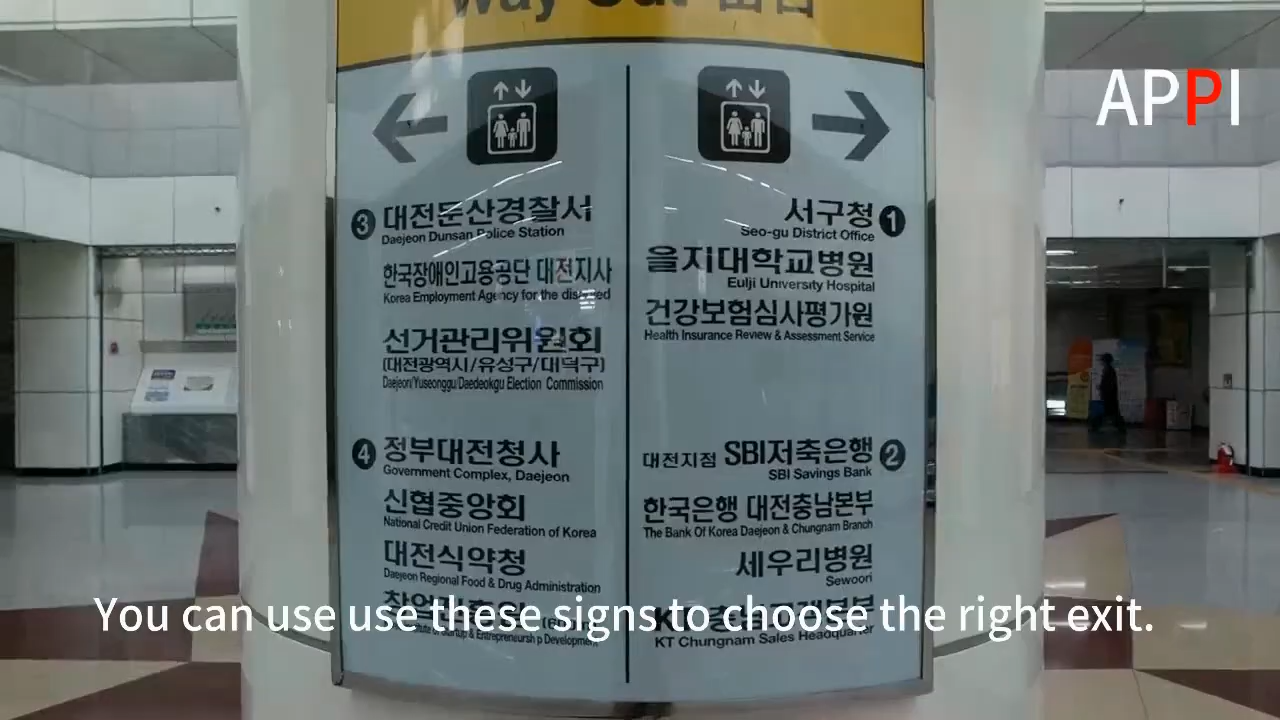 Way Out
APPI
3 대전둔산경찰서
Daejeon Dunsan Police Station
한국장애인고용공단 대전지사
Korea Employment Agency for the disabled
선거관리위원회
(대전광역시/유성구/대덕구)
Daejeon/Yuseonggu/Daedeokgu Election Commission
4 정부대전청사
Government Complex, Daejeon
신협중앙회
National Credit Union Federation of Korea
대전식약청
Daejeon Regional Food & Drug Administration
& Entrepreneurship Development
서구청 1
Seo-gu District Office
을지대학교병원
Eulji University Hospital
건강보험심사평가원
Health Insurance Review & Assessment Service
대전지점 SBI저축은행 2
SBI Savings Bank
한국은행 대전충남본부
The Bank Of Korea Daejeon & Chungnam Branch
세우리병원
Sewoori
KT Chungnam Sales Headquarter
You can use use these signs to choose the right exit.